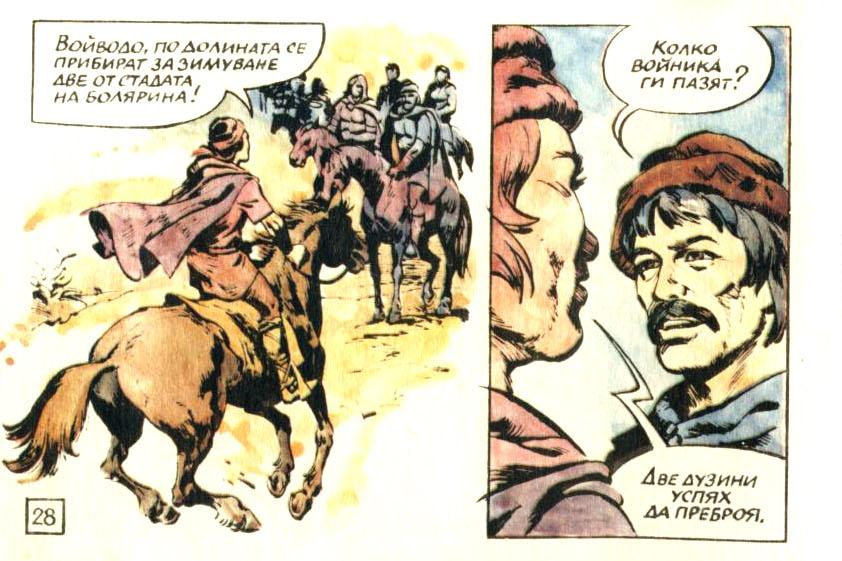 Войводо, по долината се
прибират за зимуване
две от стадата
на болярина!
Колко
войника
ги пазят?
Две дузини
успях
да преброя.
28